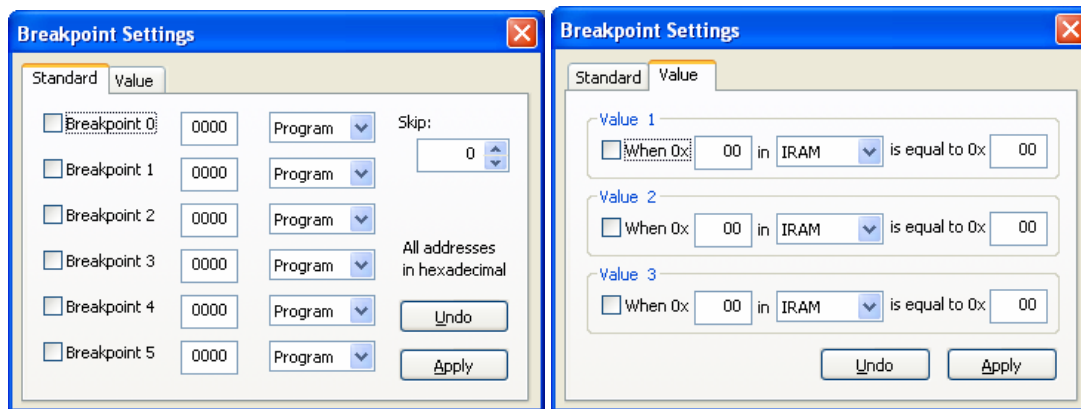 Breakpoint Settings
Standard Value
Breakpoint 0 0000 Program Skip:
0
Breakpoint 1 0000 Program
Breakpoint 2 0000 Program
All addresses
in hexadecimal
Breakpoint 3 0000 Program
Breakpoint 4 0000 Program Undo
Breakpoint 5 0000 Program Apply
Breakpoint Settings
Standard Value
Value 1
When 0x 00 in IRAM is equal to 0x 00
Value 2
When 0x 00 in IRAM is equal to 0x 00
Value 3
When 0x 00 in IRAM is equal to 0x 00
Undo Apply